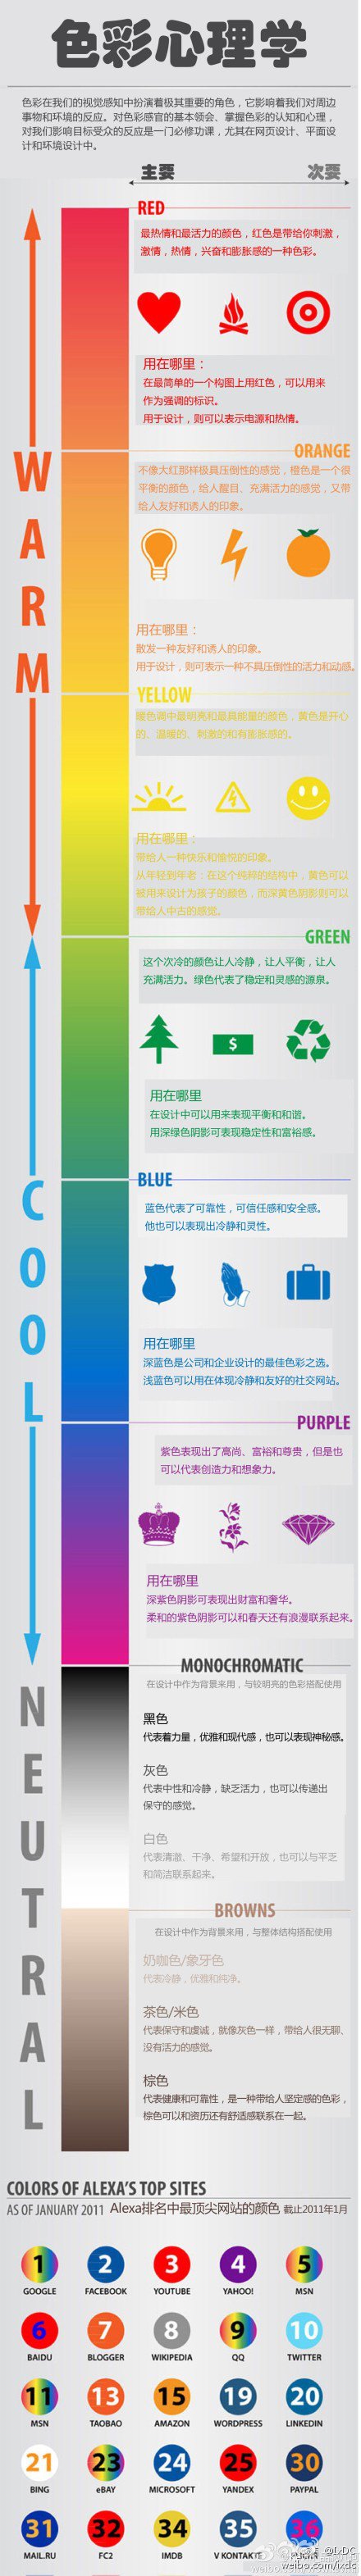 色彩心理学
色彩在我们的视觉感知中扮演着极其重要的角色，它影响着我们对周边
事物和环境的反应。对色彩感官的基本领会、掌握色彩的认知和心理，
对我们影响目标受众的反应是一门必修功课，尤其在网页设计、平面设
计和环境设计中。
主要 次要
RED
最热情和最活力的颜色，红色是带给你刺激，
激情，热情，兴奋和膨胀感的一种色彩。
用在哪里：
在最简单的一个构图上用红色，可以用来
作为强调的标识。
用于设计，则可以表示电源和热情。
WARM
ORANGE
不像大红那样极具压倒性的感觉，橙色是一个很
平衡的颜色，给人醒目、充满活力的感觉，又带
给人友好和诱人的印象。
用在哪里：
散发一种友好和诱人的印象。
用于设计，则可表示一种不具压倒性的活力和动感。
YELLOW
暖色调中最明亮和最具能量的颜色，黄色是开心
的、温暖的、刺激的和有膨胀感的。
用在哪里：
带给人一种快乐和愉悦的印象。
从年轻到年老：在这个纯粹的结构中，黄色可以
被用来设计为孩子的颜色，而深黄色阴影则可以
带给人中古的感觉。
GREEN
这个次冷的颜色让人冷静，让人平衡，让人
充满活力。绿色代表了稳定和灵感的源泉。
$
用在哪里
在设计中可以用来表现平衡和和谐。
用深绿色阴影可表现稳定性和富裕感。
COOL
BLUE
蓝色代表了可靠性，可信任感和安全感。
他也可以表现出冷静和灵性。
用在哪里
深蓝色是公司和企业设计的最佳色彩之选。
浅蓝色可以用在体现冷静和友好的社交网站。
PURPLE
紫色表现出了高尚、富裕和尊贵，但是也
可以代表创造力和想象力。
用在哪里
深紫色阴影可表现出财富和奢华。
柔和的紫色阴影可以和春天还有浪漫联系起来。
NEUTRAL
MONOCHROMATIC
在设计中作为背景来用，与较明亮的色彩搭配使用
黑色
代表着力量，优雅和现代感，也可以表现神秘感。
灰色
代表中性和冷静，缺乏活力，也可以传递出
保守的感觉。
白色
代表清澈、干净、希望和开放，也可以与平乏
和简洁联系起来。
BROWNS
在设计中作为背景来用，与整体结构搭配使用
奶咖色/象牙色
代表冷静，优雅和纯净。
茶色/米色
代表保守和虔诚，就像灰色一样，带给人很无聊、
没有活力的感觉。
棕色
代表健康和可靠性，是一种带给人坚定感的色彩，
棕色可以和资历还有舒适感联系在一起。
COLORS OF ALEXA'S TOP SITES
AS OF JANUARY 2011 Alexa排名中最顶尖网站的颜色 截止2011年1月
1 2 3 4 5
GOOGLE FACEBOOK YOUTUBE YAHOO! MSN
6 7 8 9 10
BAIDU BLOGGER WIKIPEDIA QQ TWITTER
11 13 15 19 20
MSN TAOBAO AMAZON WORDPRESS LINKEDIN
21 23 24 25 30
BING eBAY MICROSOFT YANDEX PAYPAL
31 32 34 35 36
MAIL.RU FC2 IMDB V KONTAKTE
@IXDC
weibo.com/ixdc